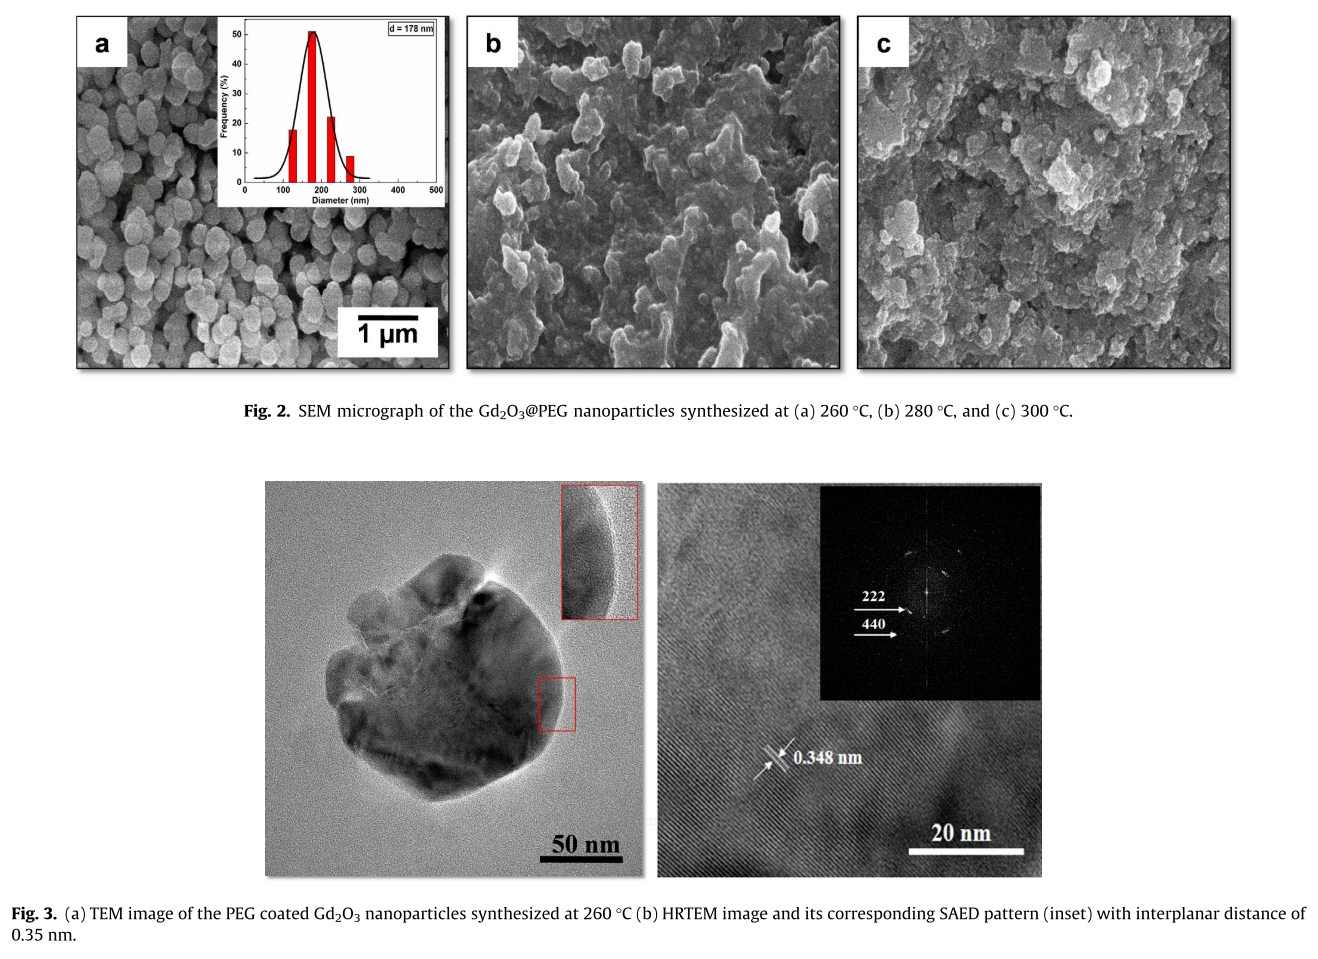 a
d = 178 nm
50
40
30
20
10
0
Frequency (%)
0 100 200 300 400 500
Diameter (nm)
1 µm
b
c
Fig. 2. SEM micrograph of the Gd₂O₃@PEG nanoparticles synthesized at (a) 260 °C, (b) 280 °C, and (c) 300 °C.
50 nm
222
440
0.348 nm
20 nm
Fig. 3. (a) TEM image of the PEG coated Gd₂O₃ nanoparticles synthesized at 260 °C (b) HRTEM image and its corresponding SAED pattern (inset) with interplanar distance of
0.35 nm.